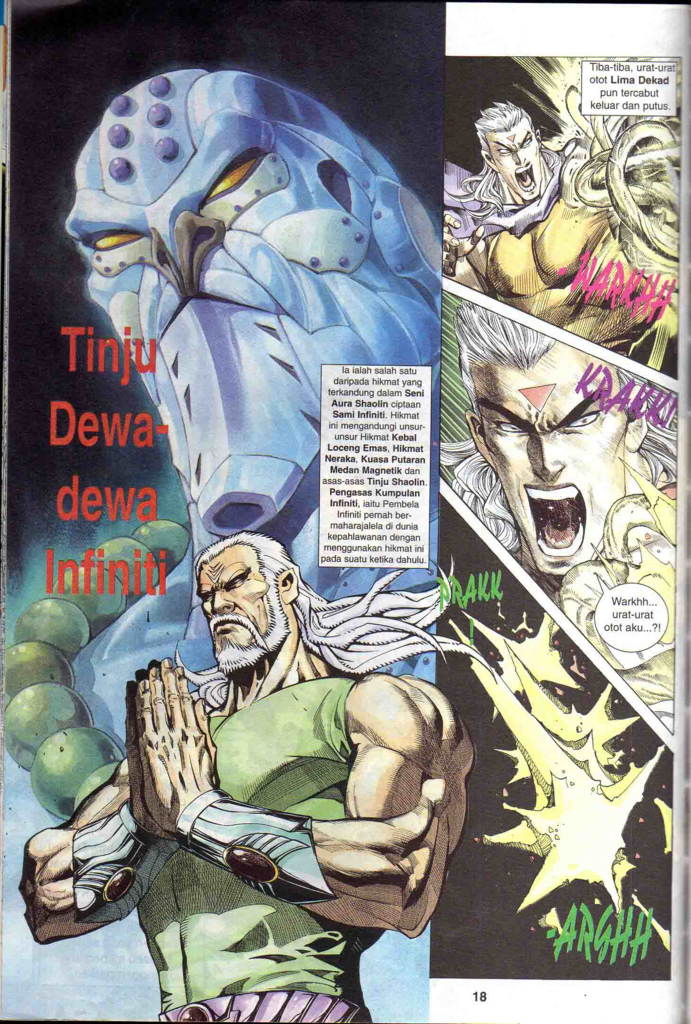 Tinju
Dewa-
dewa
Infiniti
Ia ialah salah satu
daripada hikmat yang
terkandung dalam Seni
Aura Shaolin ciptaan
Sami Infiniti. Hikmat
ini mengandungi unsur-
unsur Hikmat Kebal
Loceng Emas, Hikmat
Neraka, Kuasa Putaran
Medan Magnetik dan
asas-asas Tinju Shaolin.
Pengasas Kumpulan
Infiniti, iaitu Pembela
Infiniti pernah ber-
maharajalela di dunia
kepahlawanan dengan
menggunakan hikmat ini
pada suatu ketika dahulu.
Tiba-tiba, urat-urat
otot Lima Dekad
pun tercabut
keluar dan putus.
-WARKHH
KRAKK!
Warkhh...
urat-urat
otot aku...?!
PRAKK
!
-ARGHH
18